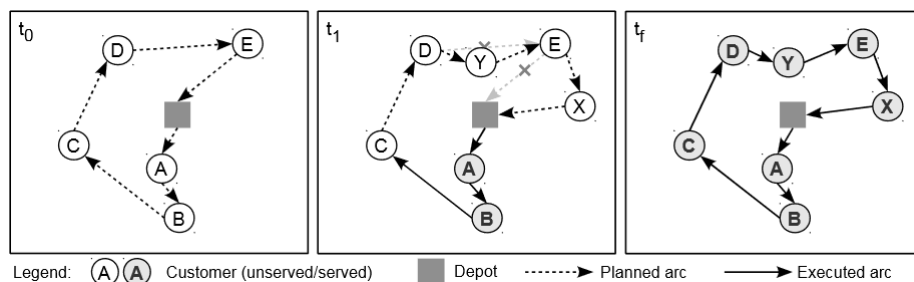 t0
D
E
C
A
B
t1
D
Y
E
X
C
A
B
tf
D
Y
E
X
C
A
B
Legend: A A Customer (unserved/served) Depot Planned arc Executed arc